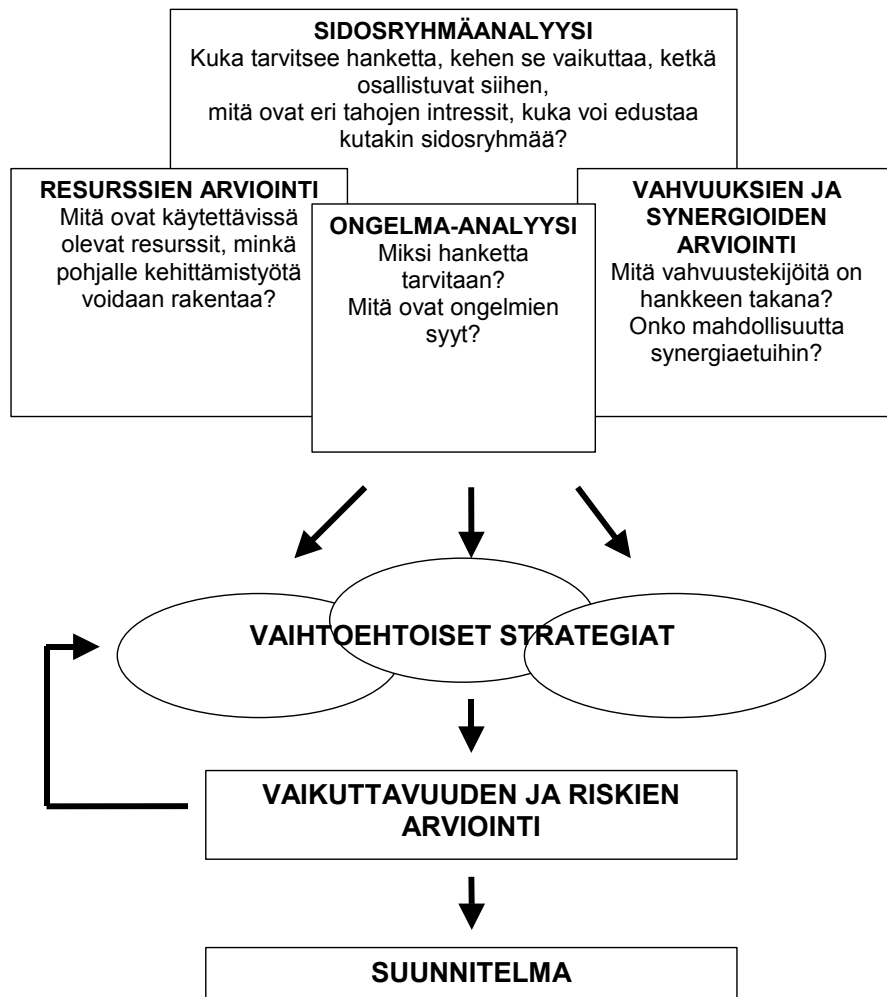 SIDOSRYHMÄANALYYSI
Kuka tarvitsee hanketta, kehen se vaikuttaa, ketkä
osallistuvat siihen,
mitä ovat eri tahojen intressit, kuka voi edustaa
kutakin sidosryhmää?
RESURSSIEN ARVIOINTI
Mitä ovat käytettävissä
olevat resurssit, minkä
pohjalle kehittämistyötä
voidaan rakentaa?
ONGELMA-ANALYYSI
Miksi hanketta
tarvitaan?
Mitä ovat ongelmien
syyt?
VAHVUUKSIEN JA
SYNERGIOIDEN
ARVIOINTI
Mitä vahvuustekijöitä on
hankkeen takana?
Onko mahdollisuutta
synergiaetuihin?
VAIHTOEHTOISET STRATEGIAT
VAIKUTTAVUUDEN JA RISKIEN
ARVIOINTI
SUUNNITELMA